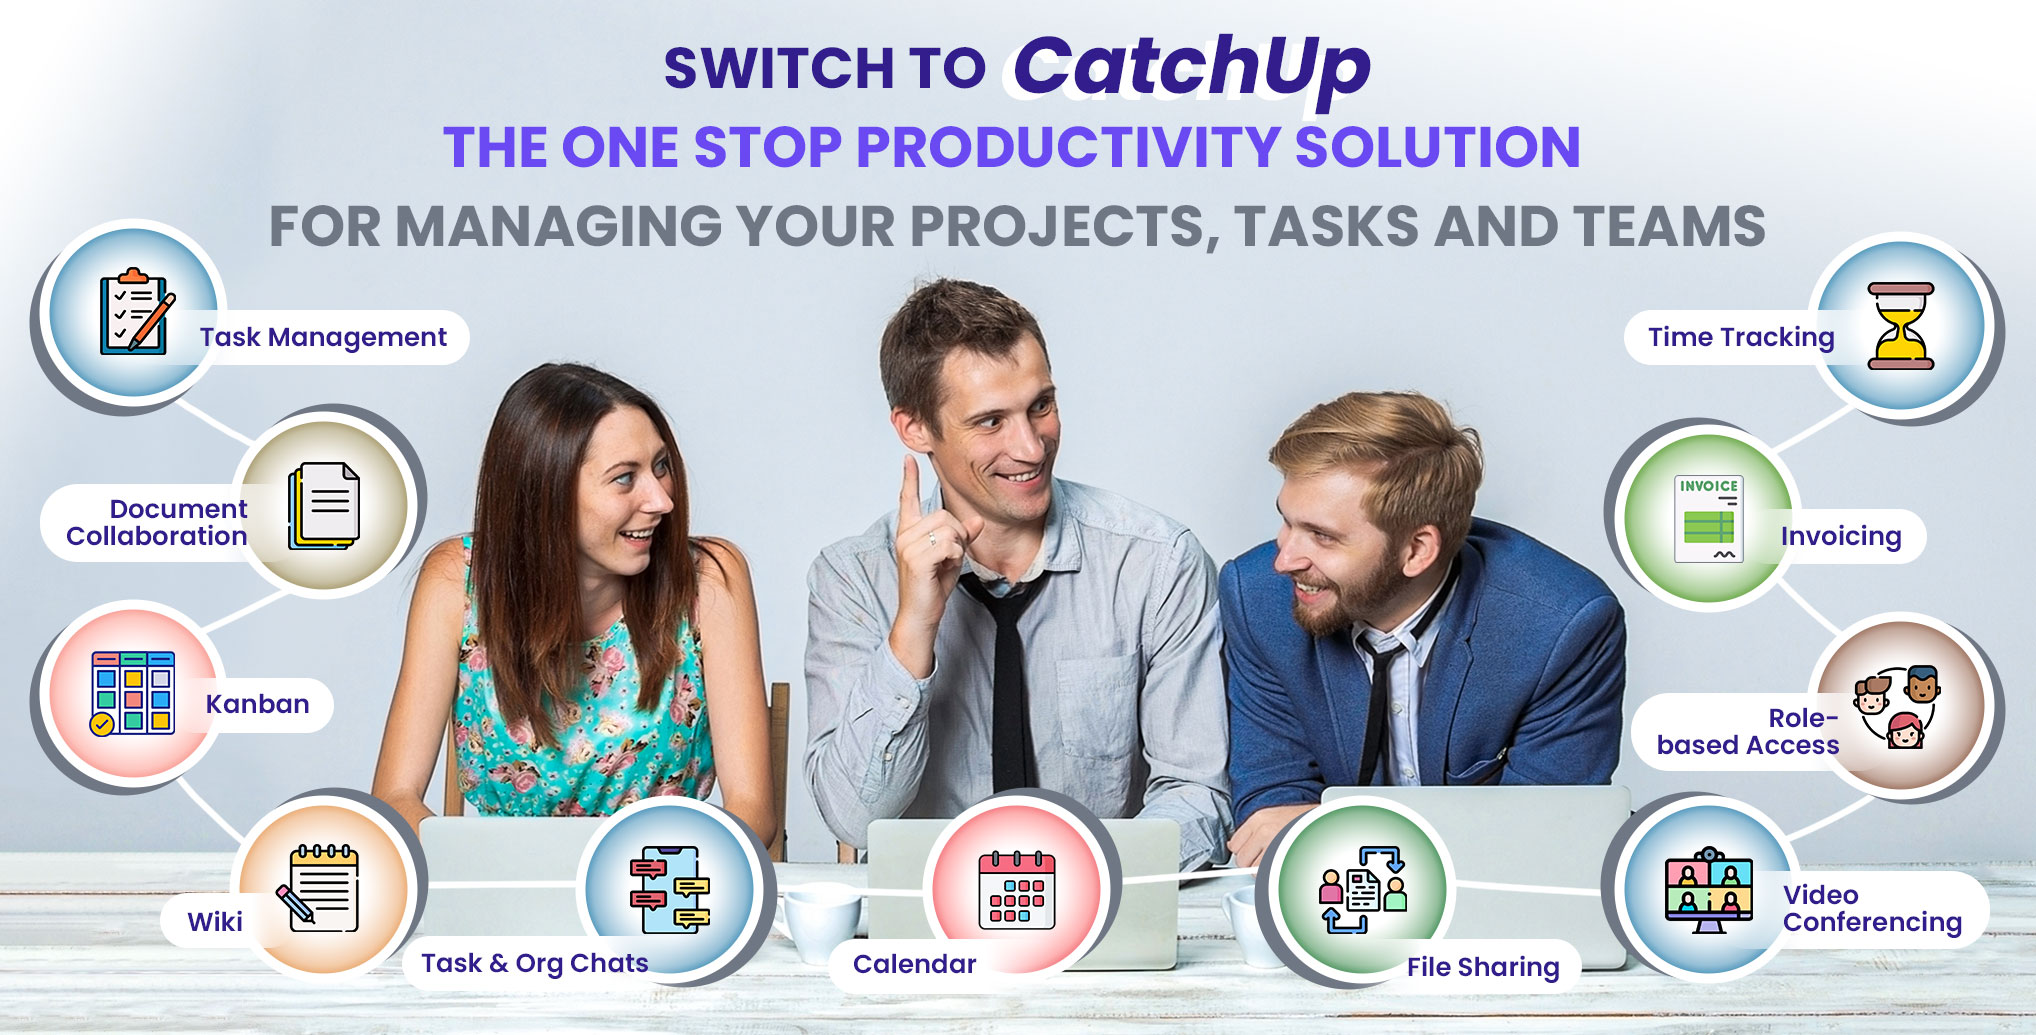 SWITCH TO CatchUp
THE ONE STOP PRODUCTIVITY SOLUTION
FOR MANAGING YOUR PROJECTS, TASKS AND TEAMS
Task Management
Document
Collaboration
Kanban
Wiki
Task & Org Chats
Calendar
File Sharing
Video
Conferencing
Role-
based Access
INVOICE
Invoicing
Time Tracking